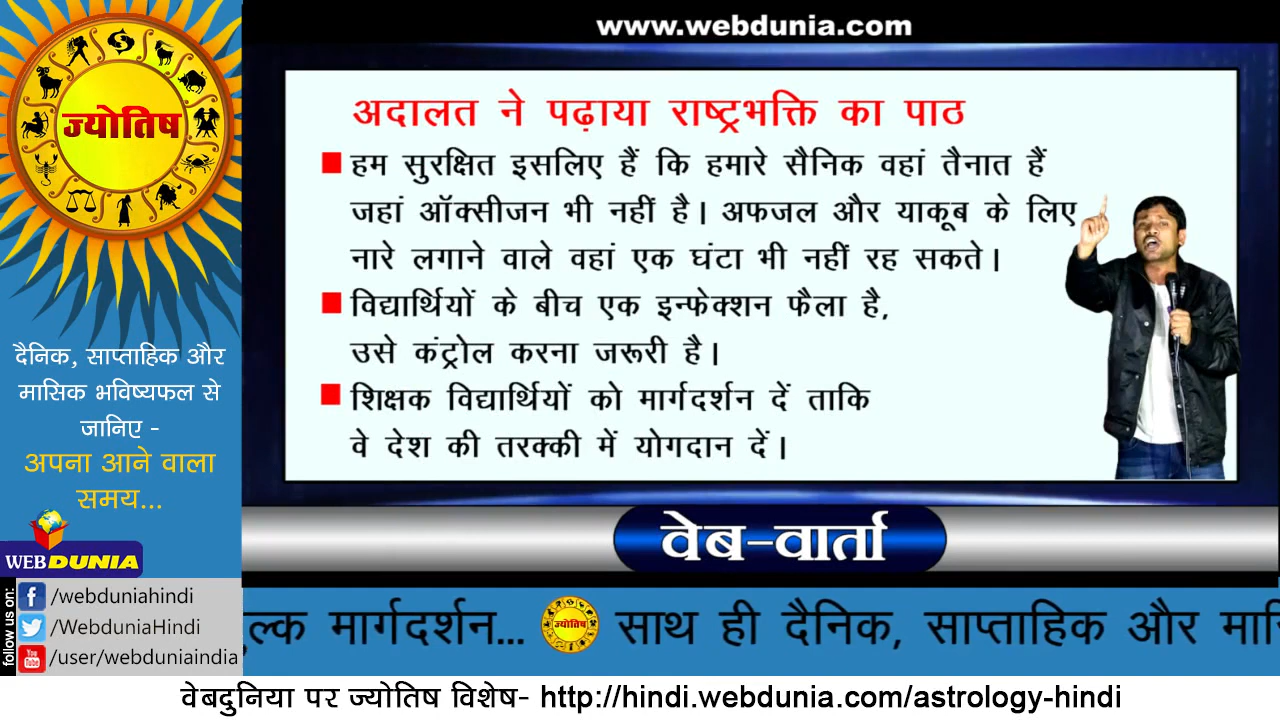 www.webdunia.com
ज्योतिष
अदालत ने पढ़ाया राष्ट्रभक्ति का पाठ
हम सुरक्षित इसलिए हैं कि हमारे सैनिक वहां तैनात हैं
जहां ऑक्सीजन भी नहीं है। अफजल और याकूब के लिए
नारे लगाने वाले वहां एक घंटा भी नहीं रह सकते।
विद्यार्थियों के बीच एक इन्फेक्शन फैला है,
उसे कंट्रोल करना जरूरी है।
शिक्षक विद्यार्थियों को मार्गदर्शन दें ताकि
वे देश की तरक्की में योगदान दें।
दैनिक, साप्ताहिक और
मासिक भविष्यफल से
जानिए -
अपना आने वाला
समय...
WEBDUNIA
वेब-वार्ता
follow us on:
/webduniahindi
/WebduniaHindi
You Tube /user/webduniaindia
मार्गदर्शन... ज्योतिष साथ ही दैनिक, साप्ताहिक और
वेबदुनिया पर ज्योतिष विशेष- http://hindi.webdunia.com/astrology-hindi